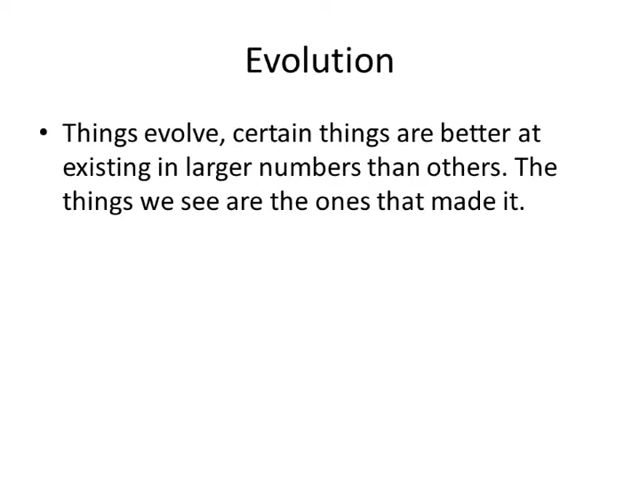 Evolution
• Things evolve, certain things are better at
existing in larger numbers than others. The
things we see are the ones that made it.